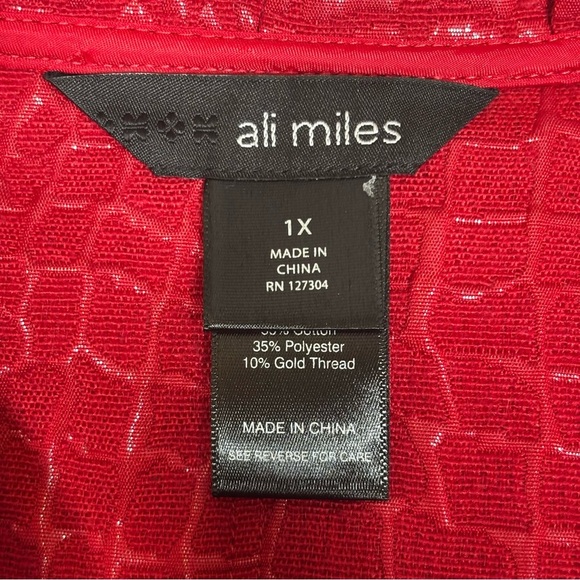 ali miles
1X
MADE IN
CHINA
RN 127304
Cotton
35% Polyester
10% Gold Thread
MADE IN CHINA
SEE REVERSE FOR CARE